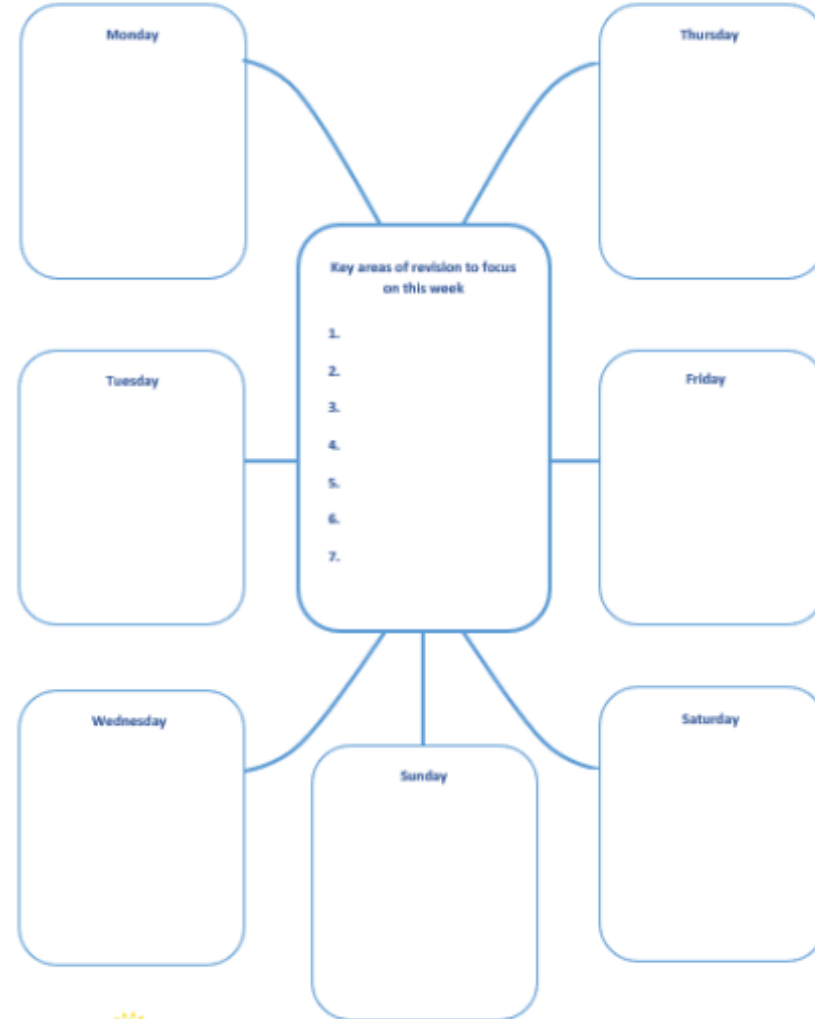 Monday
Thursday
Key areas of revision to focus
on this week
1.
2.
3.
4.
5.
6.
7.
Tuesday
Friday
Wednesday
Saturday
Sunday